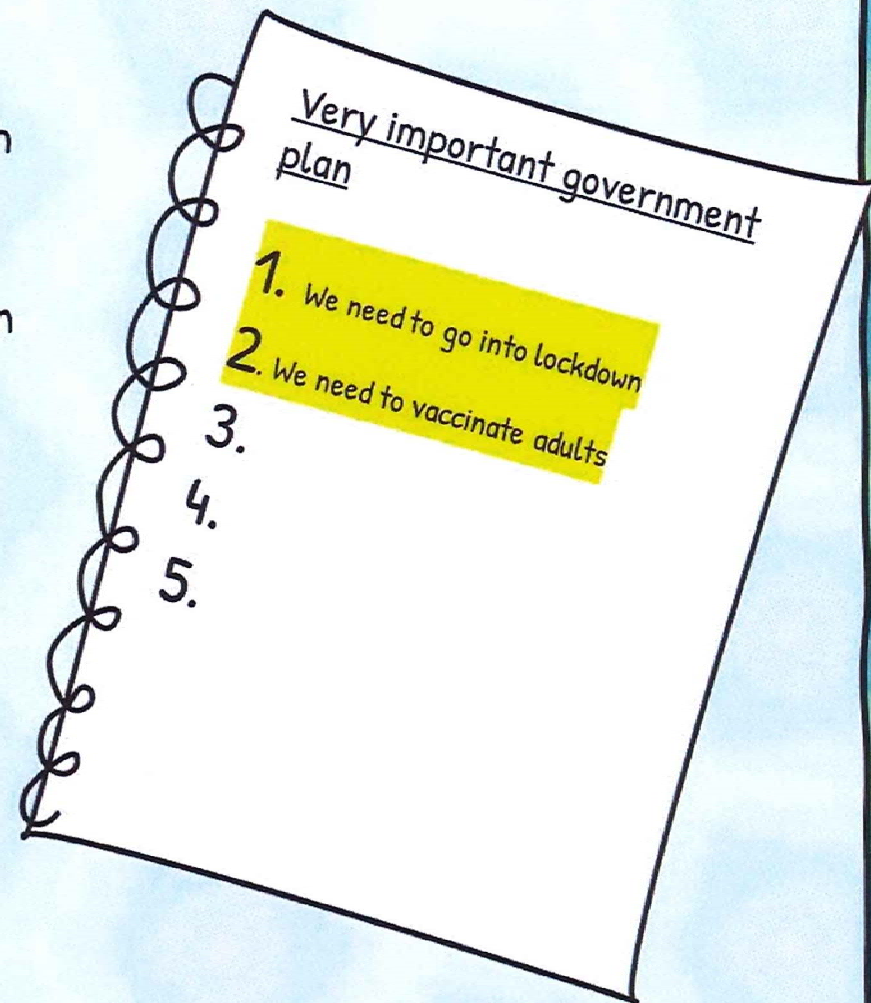 Very important government
plan
1. We need to go into lockdown
2. We need to vaccinate adults
3.
4.
5.